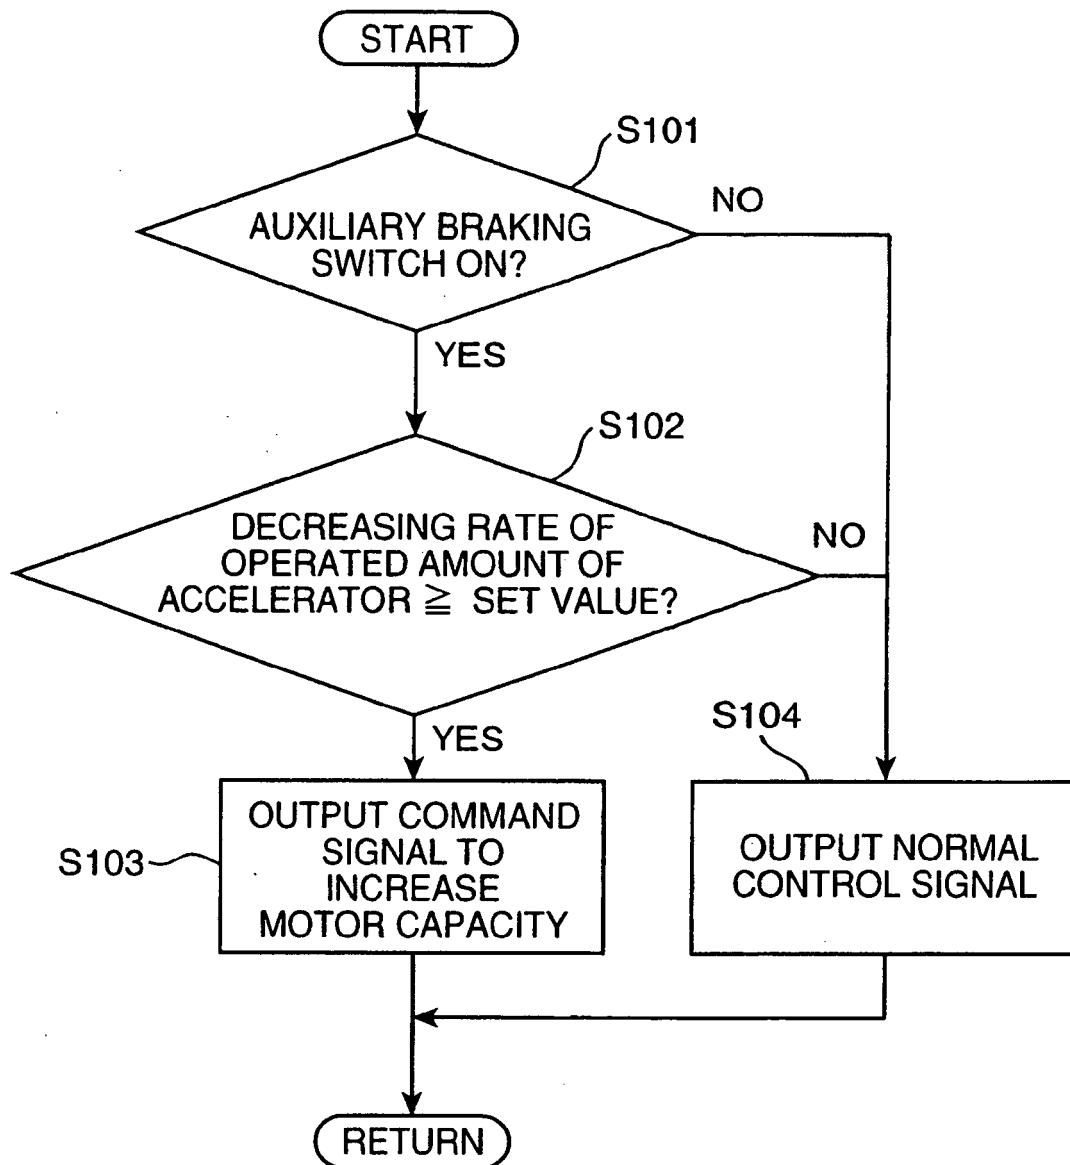 START
S101
AUXILIARY BRAKING
SWITCH ON?
NO
YES
S102
DECREASING RATE OF
OPERATED AMOUNT OF
ACCELERATOR ≧ SET VALUE?
NO
YES
S103
OUTPUT COMMAND
SIGNAL TO
INCREASE
MOTOR CAPACITY
S104
OUTPUT NORMAL
CONTROL SIGNAL
RETURN